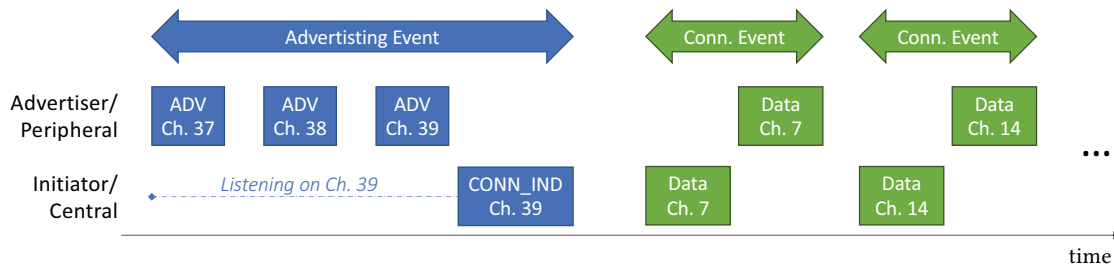 Advertisting Event
Conn. Event
Conn. Event
Advertiser/
Peripheral
ADV
Ch. 37
ADV
Ch. 38
ADV
Ch. 39
Data
Ch. 7
Data
Ch. 14
...
Initiator/
Central
Listening on Ch. 39
CONN_IND
Ch. 39
Data
Ch. 7
Data
Ch. 14
time